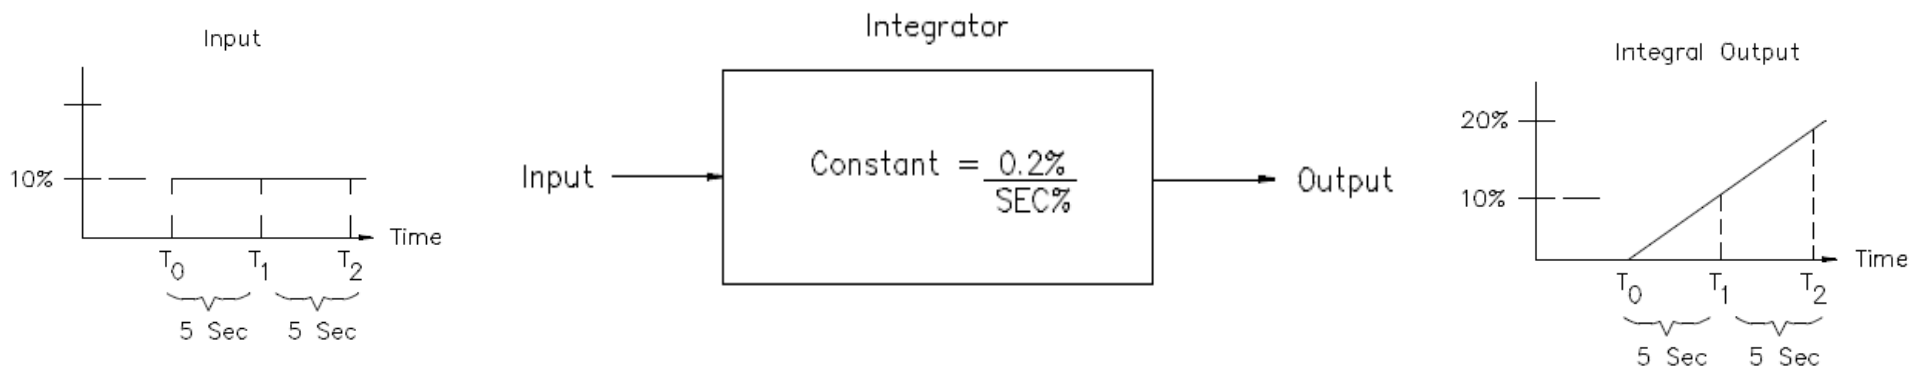 Input
10%
Time
T0 T1 T2
5 Sec 5 Sec
Integrator
Input
Constant = 0.2%
SEC%
Output
Integral Output
20%
10%
Time
T0 T1 T2
5 Sec 5 Sec